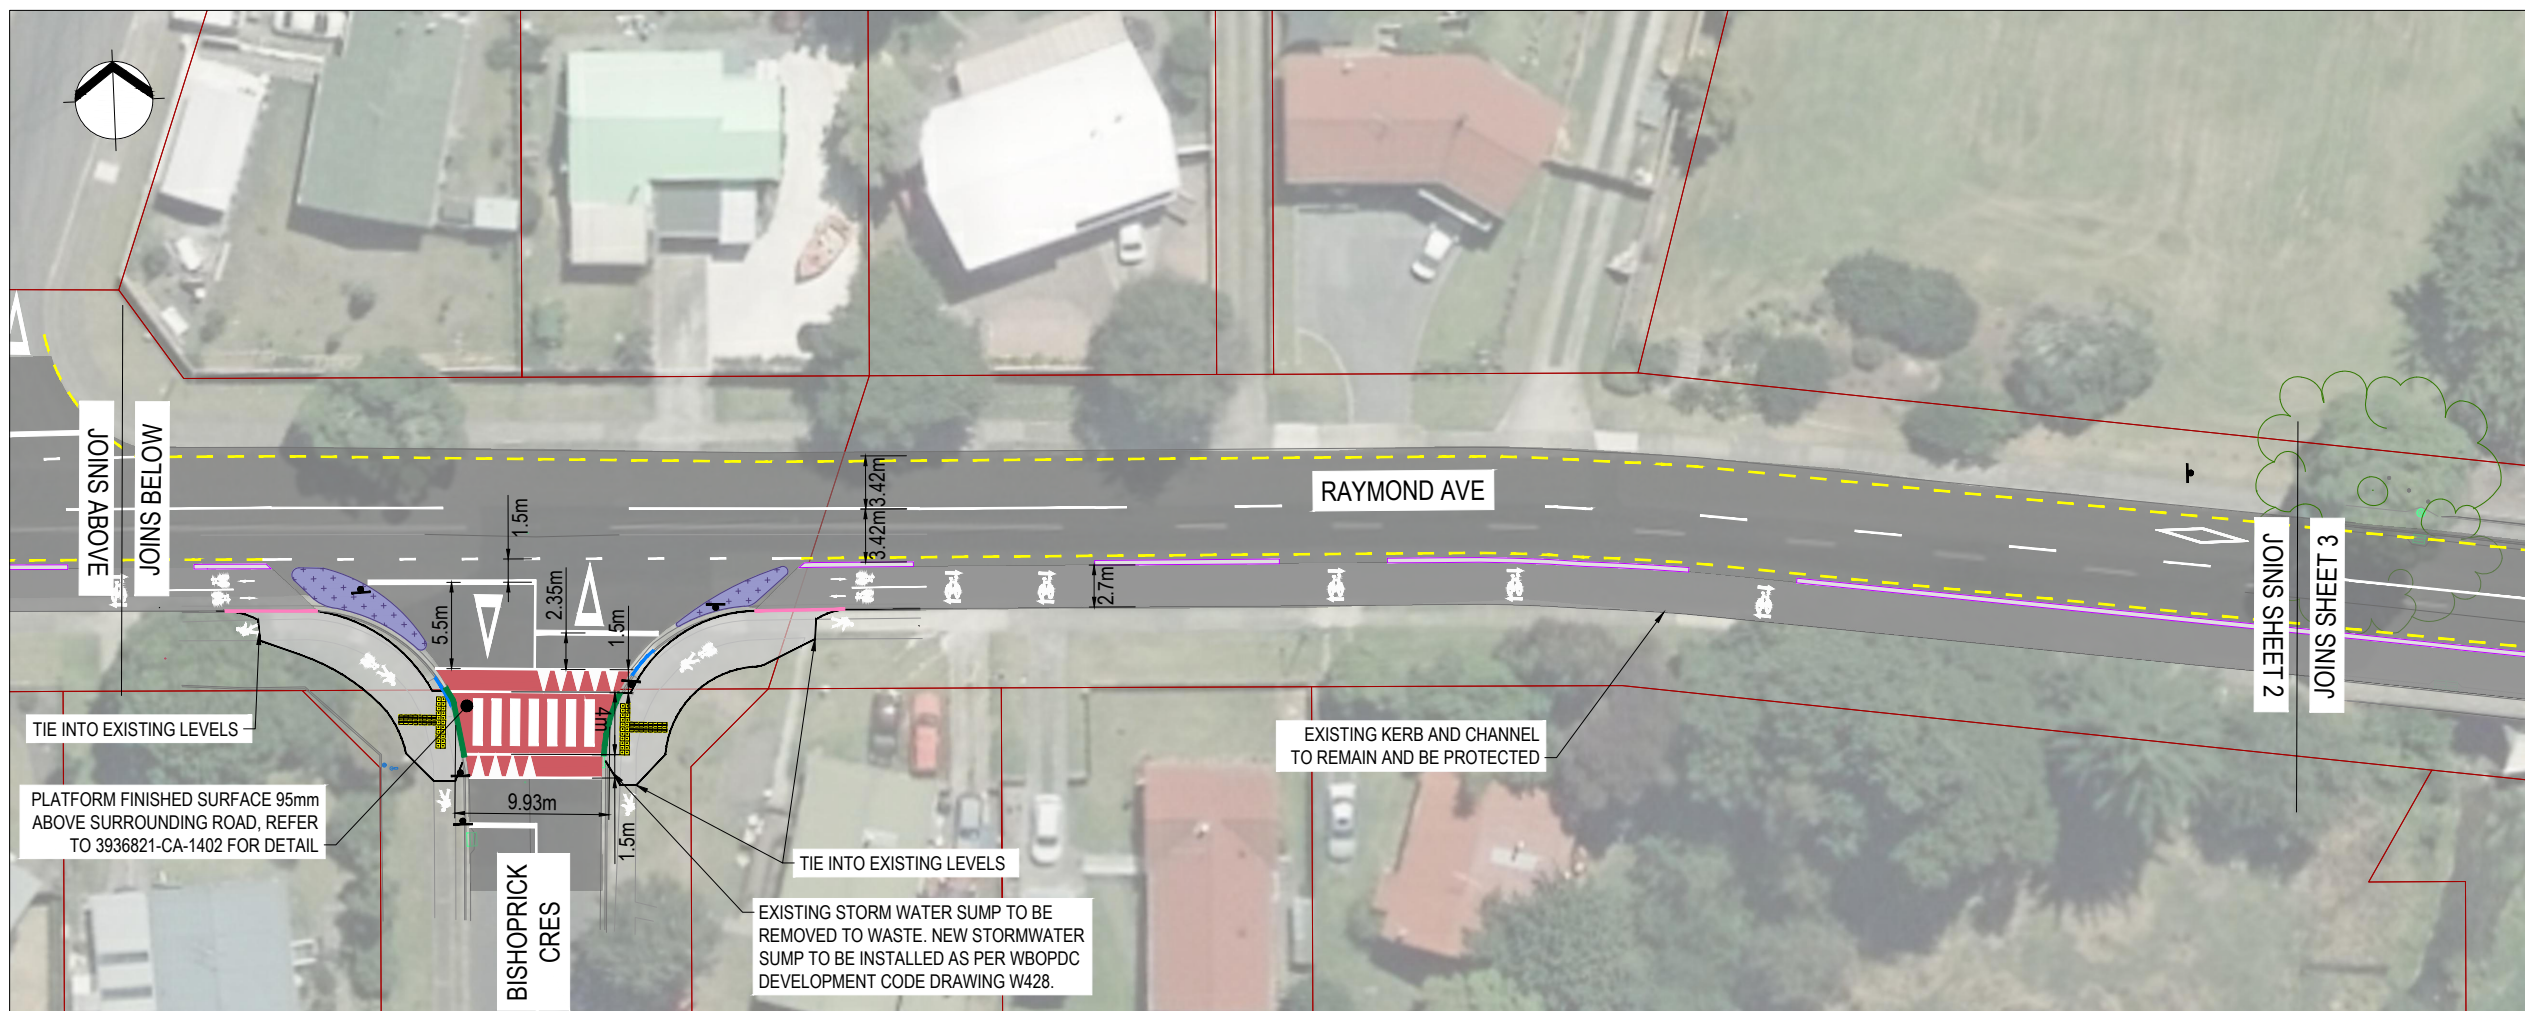 RAYMOND AVE
JOINS ABOVE
JOINS BELOW
1.5m
3.42m
3.42m
2.7m
5.5m
2.35m
1.5m
4m
9.93m
1.5m
JOINS SHEET 2
JOINS SHEET 3
TIE INTO EXISTING LEVELS
PLATFORM FINISHED SURFACE 95mm
ABOVE SURROUNDING ROAD, REFER
TO 3936821-CA-1402 FOR DETAIL
EXISTING KERB AND CHANNEL
TO REMAIN AND BE PROTECTED
TIE INTO EXISTING LEVELS
EXISTING STORM WATER SUMP TO BE
REMOVED TO WASTE. NEW STORMWATER
SUMP TO BE INSTALLED AS PER WBOPDC
DEVELOPMENT CODE DRAWING W428.
BISHOPRICK
CRES